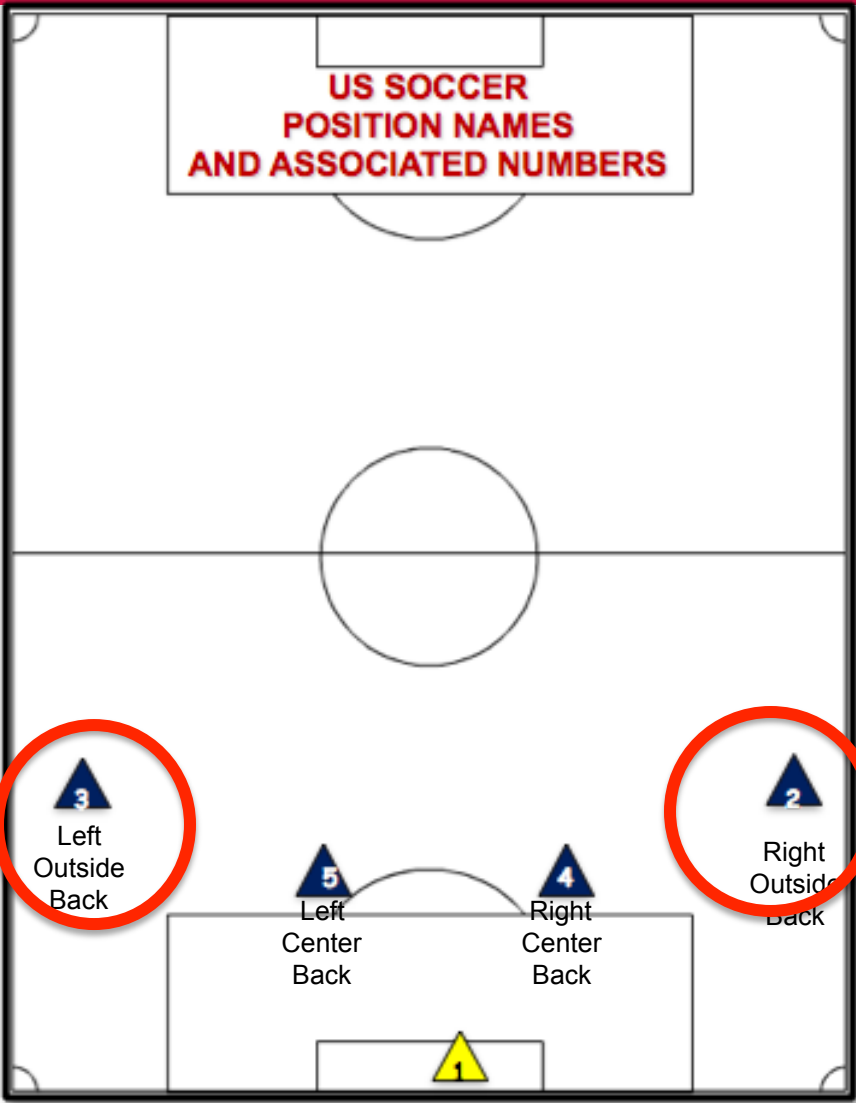 US SOCCER
POSITION NAMES
AND ASSOCIATED NUMBERS
3
Left
Outside
Back
2
Right
Outside
Back
5
Left
Center
Back
4
Right
Center
Back
1